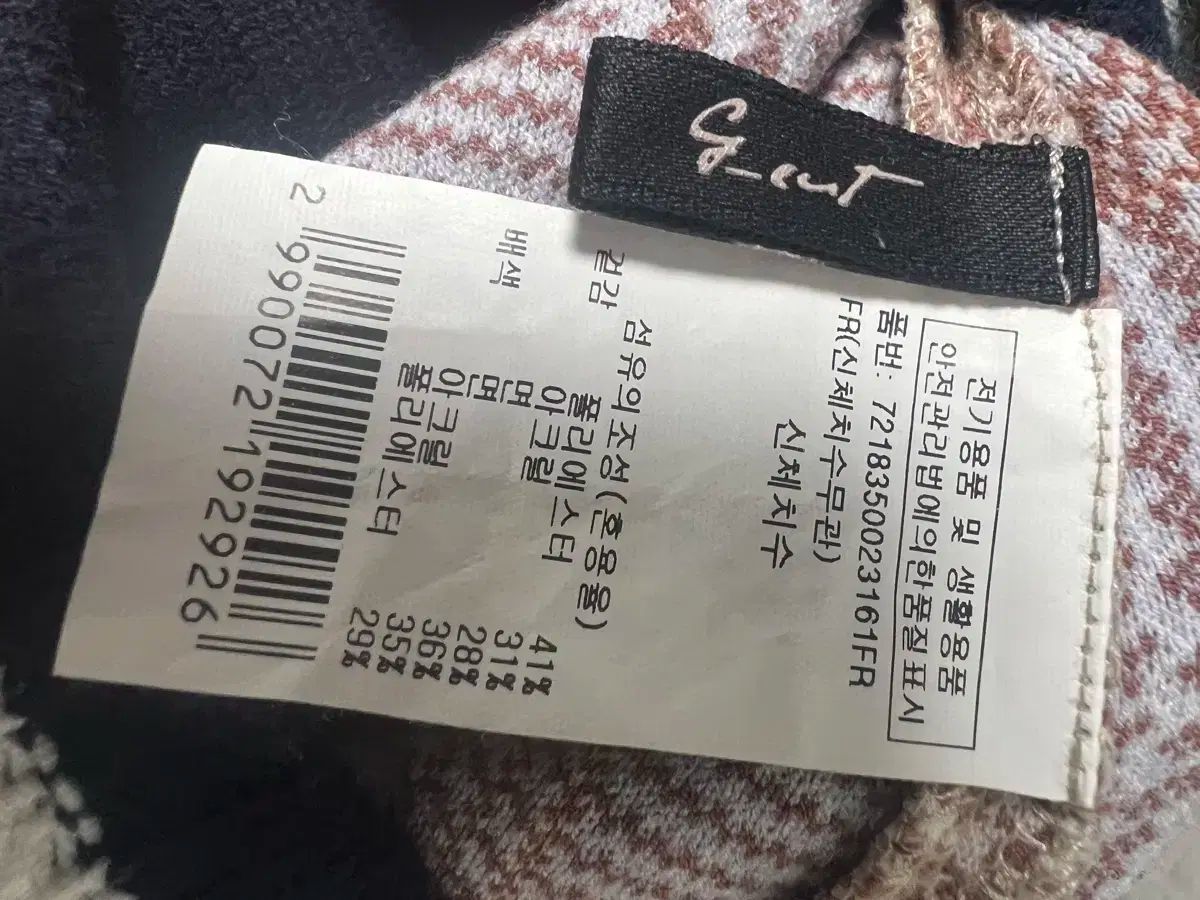 g-cut
전기용품 및 생활용품
안전관리법에의한품질표시
품번: 7218350023161FR
FR(신체치수무관)
신체치수
섬유의조성(혼용율)
겉감 폴리에스터 41%
아크릴 31%
면 28%
배색 면 36%
아크릴 35%
폴리에스터 29%
2 990072 192926